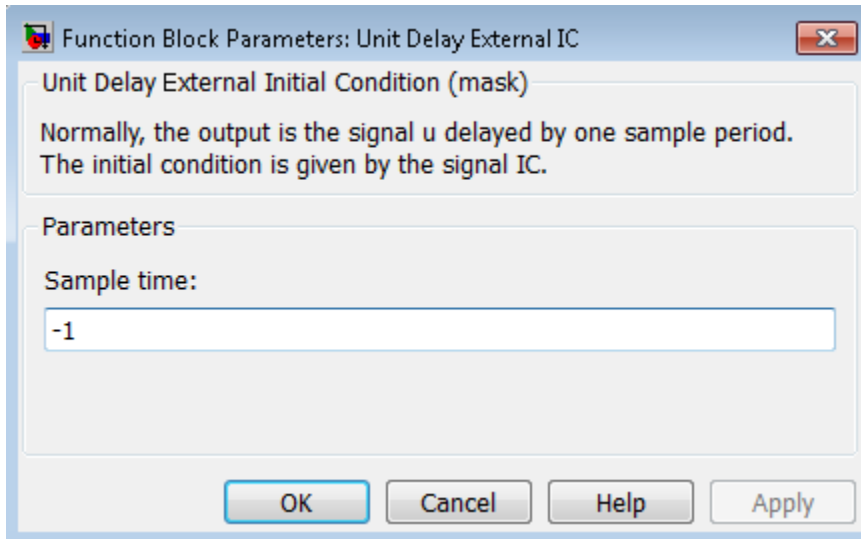 Function Block Parameters: Unit Delay External IC
Unit Delay External Initial Condition (mask)
Normally, the output is the signal u delayed by one sample period.
The initial condition is given by the signal IC.
Parameters
Sample time:
-1
OK Cancel Help Apply